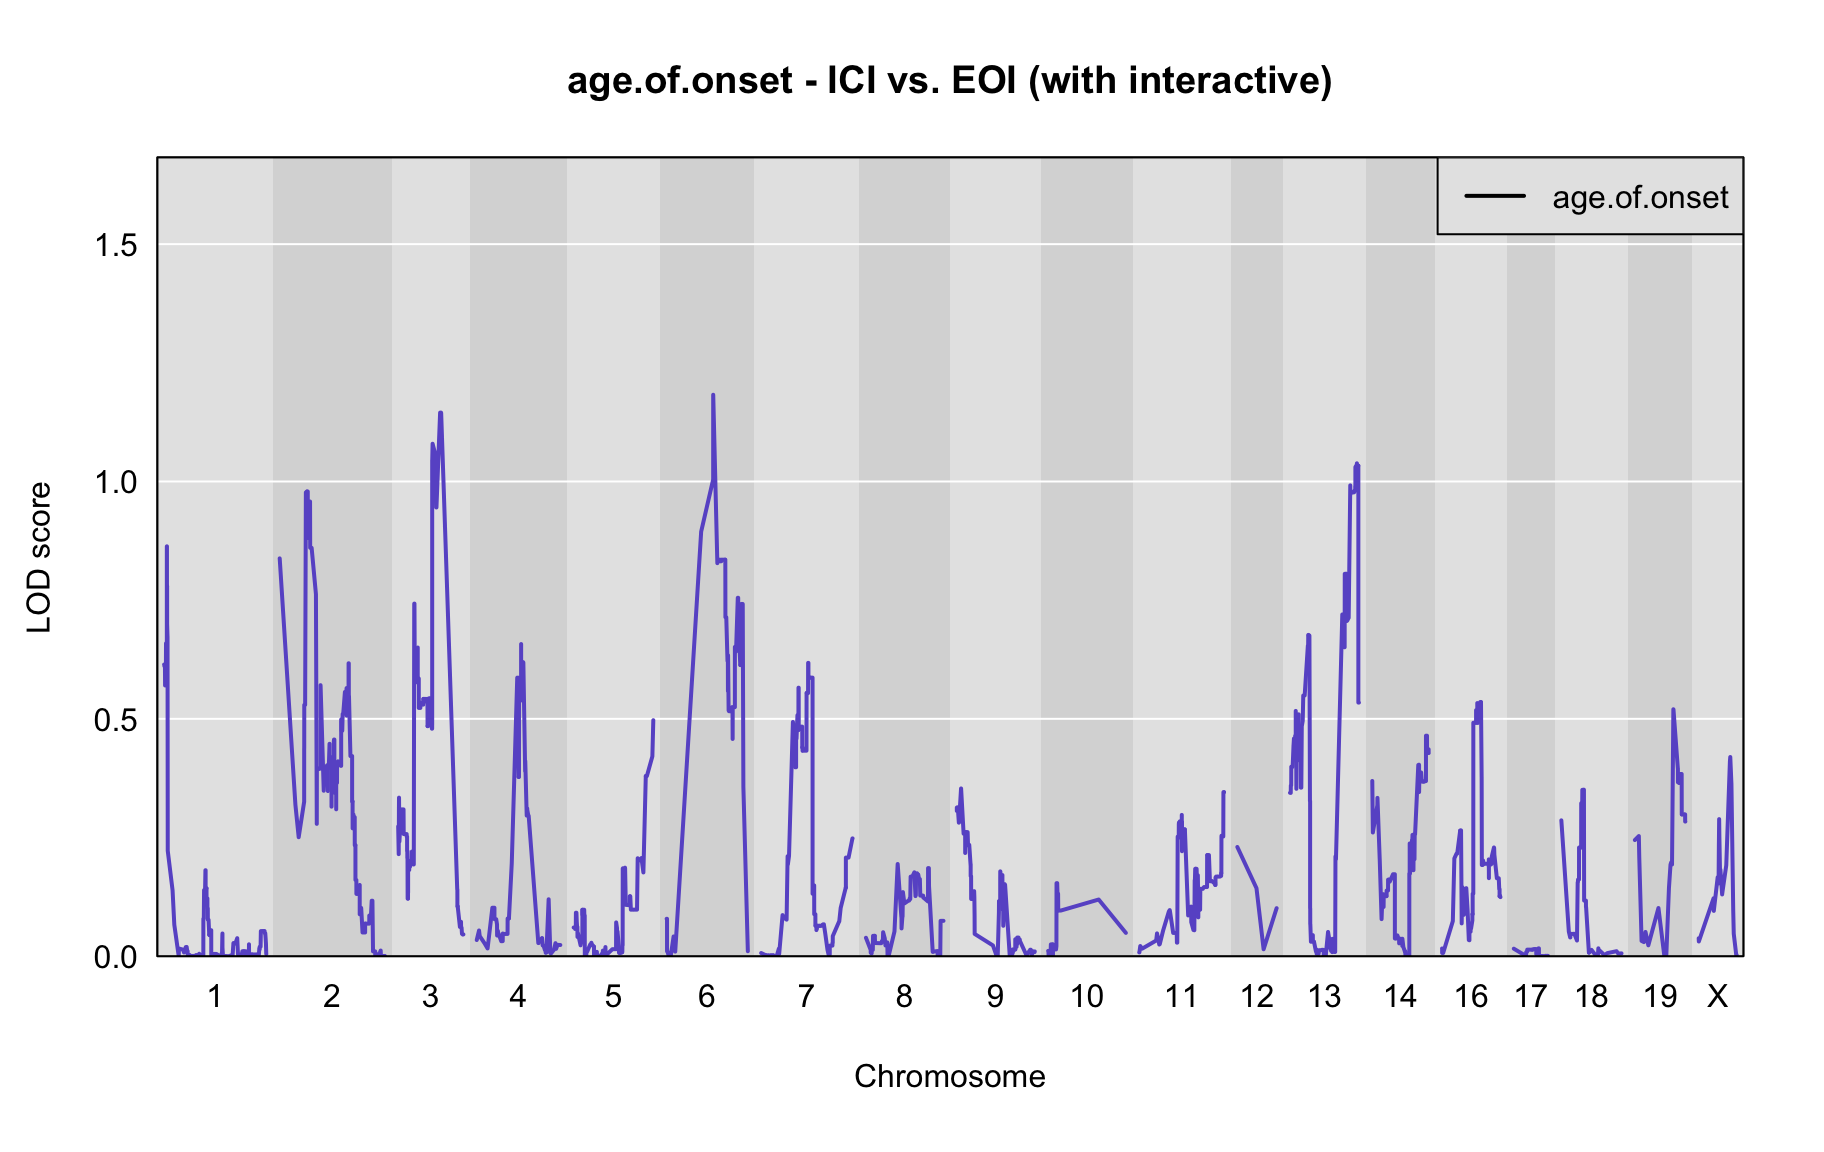 age.of.onset - ICI vs. EOI (with interactive)
age.of.onset
1.5
1.0
0.5
0.0
LOD score
1 2 3 4 5 6 7 8 9 10 11 12 13 14 16 17 18 19 X
Chromosome